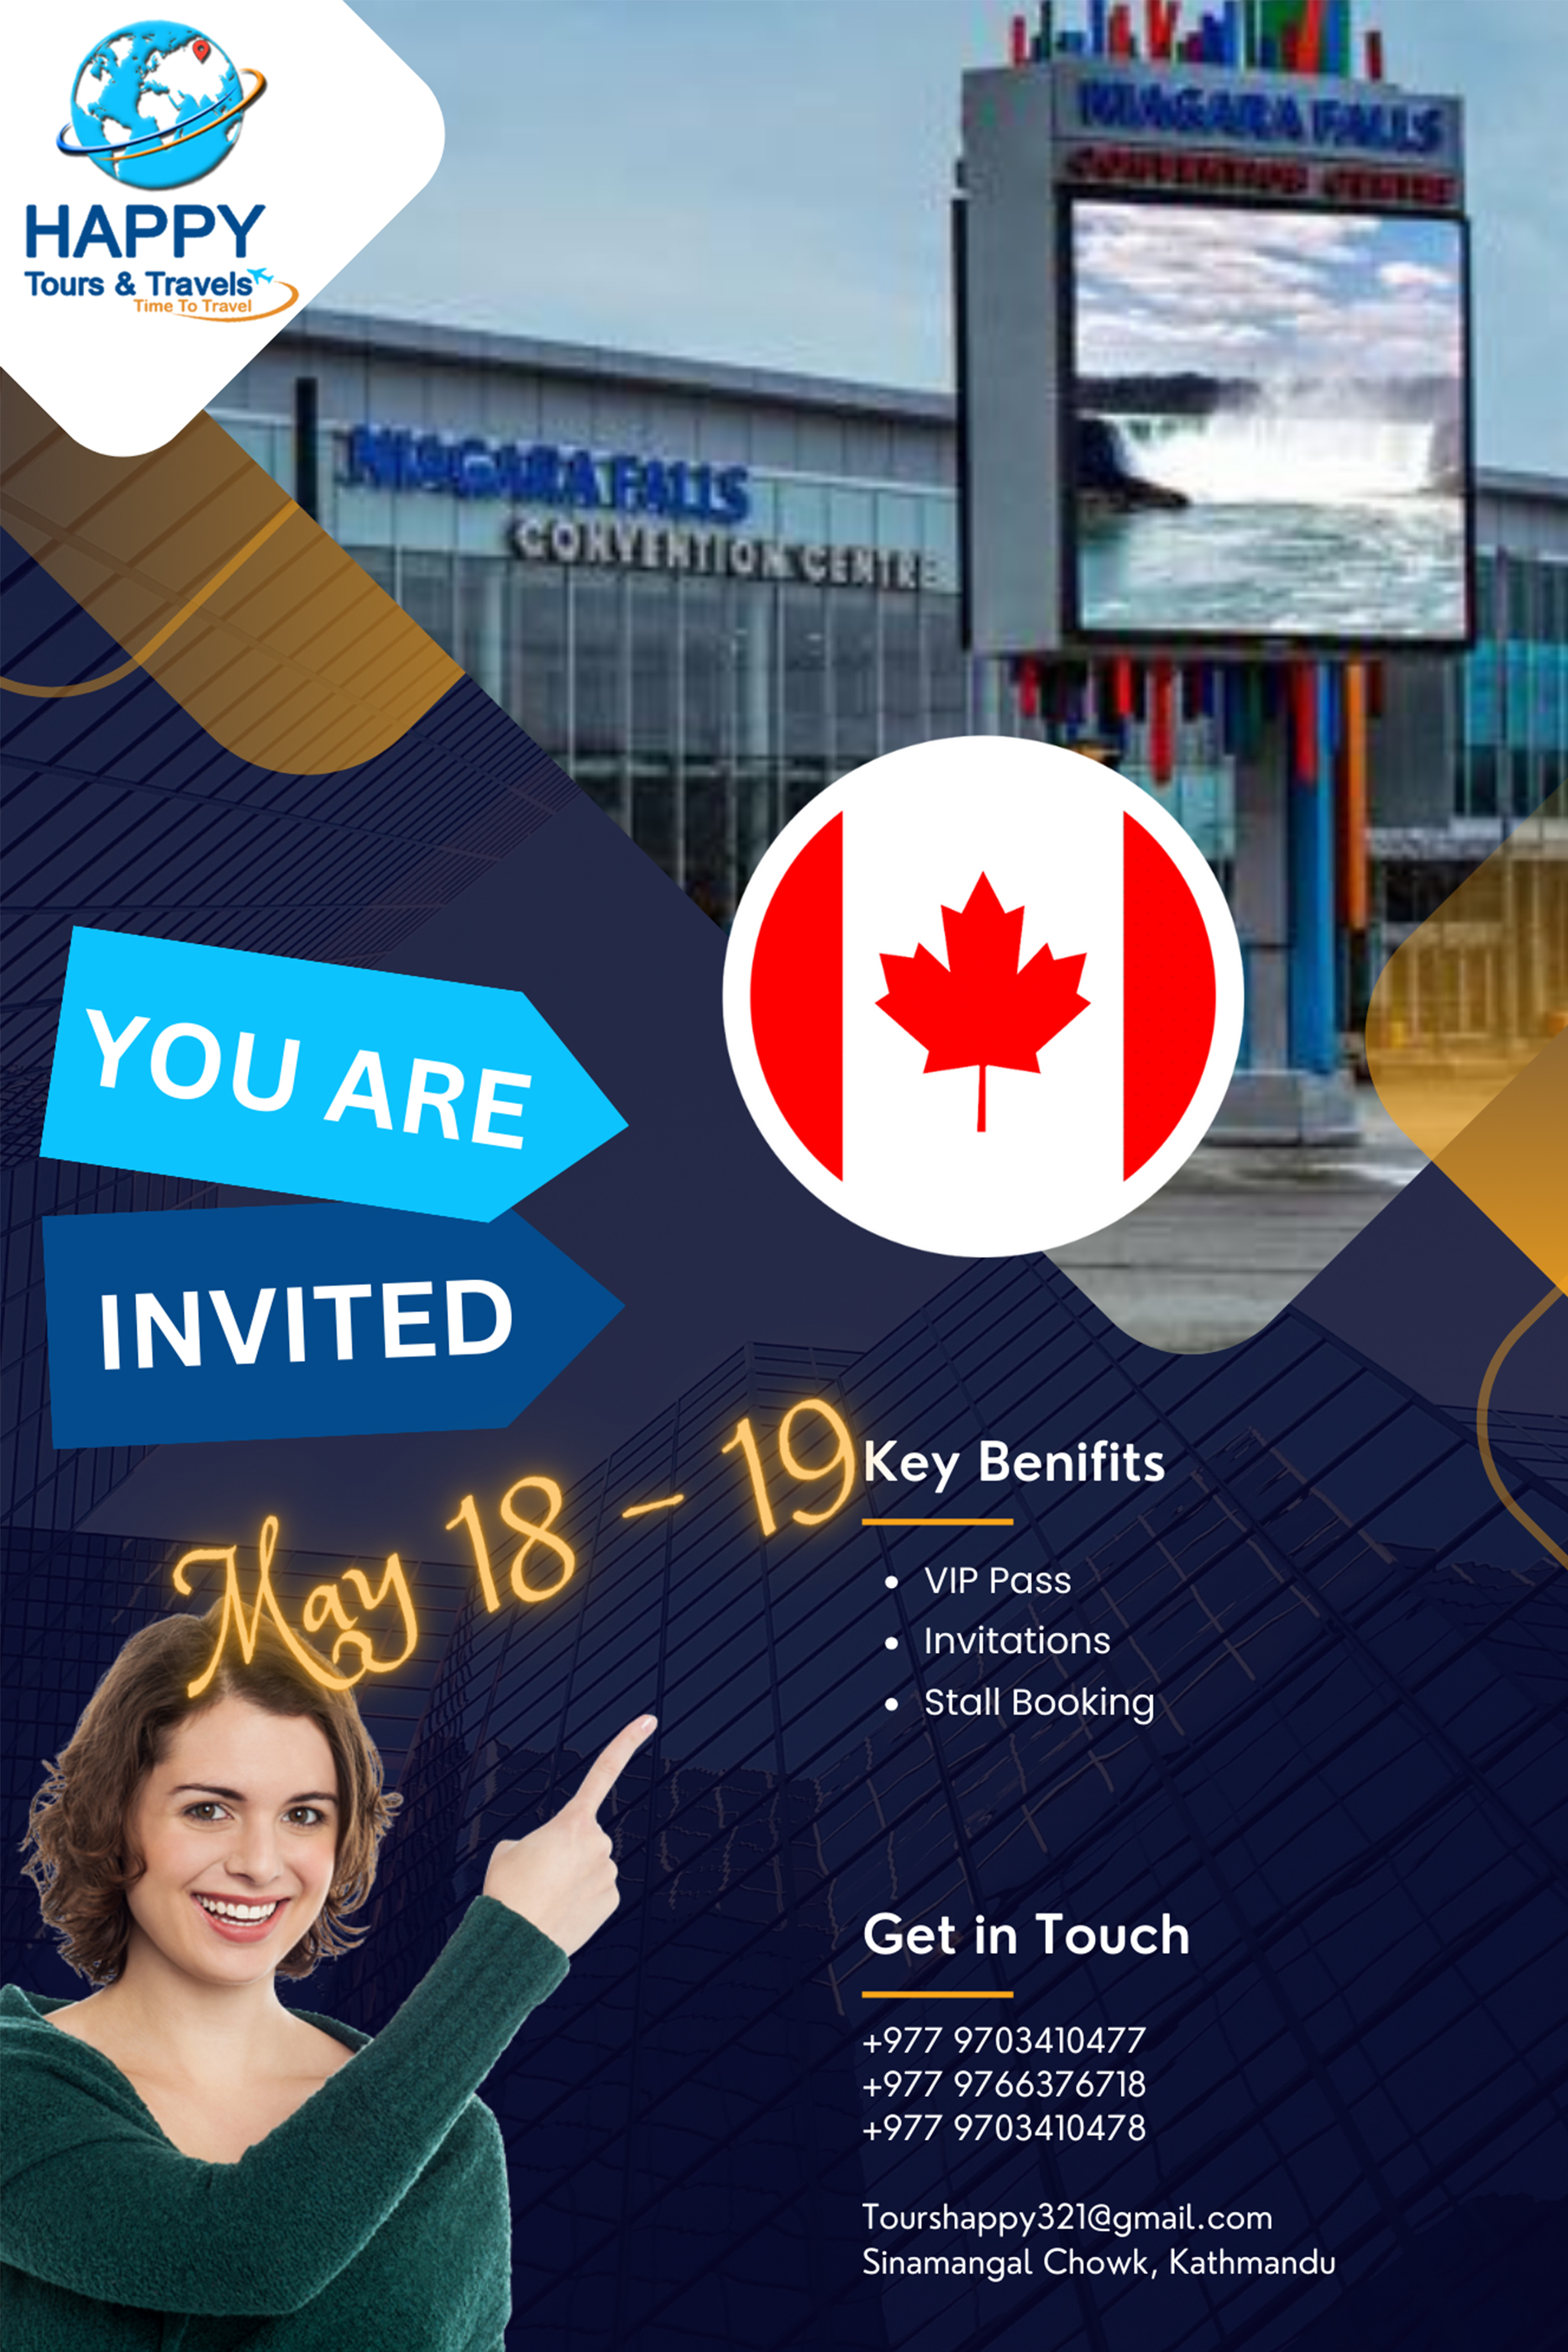 HAPPY
Tours & Travels
Time To Travel
NIAGARA FALLS
CONVENTION CENTRE
NIAGARA FALLS
CONVENTION CENTRE
YOU ARE
INVITED
May 18 - 19
Key Benifits
• VIP Pass
• Invitations
• Stall Booking
Get in Touch
+977 9703410477
+977 9766376718
+977 9703410478
Tourshappy321@gmail.com
Sinamangal Chowk, Kathmandu